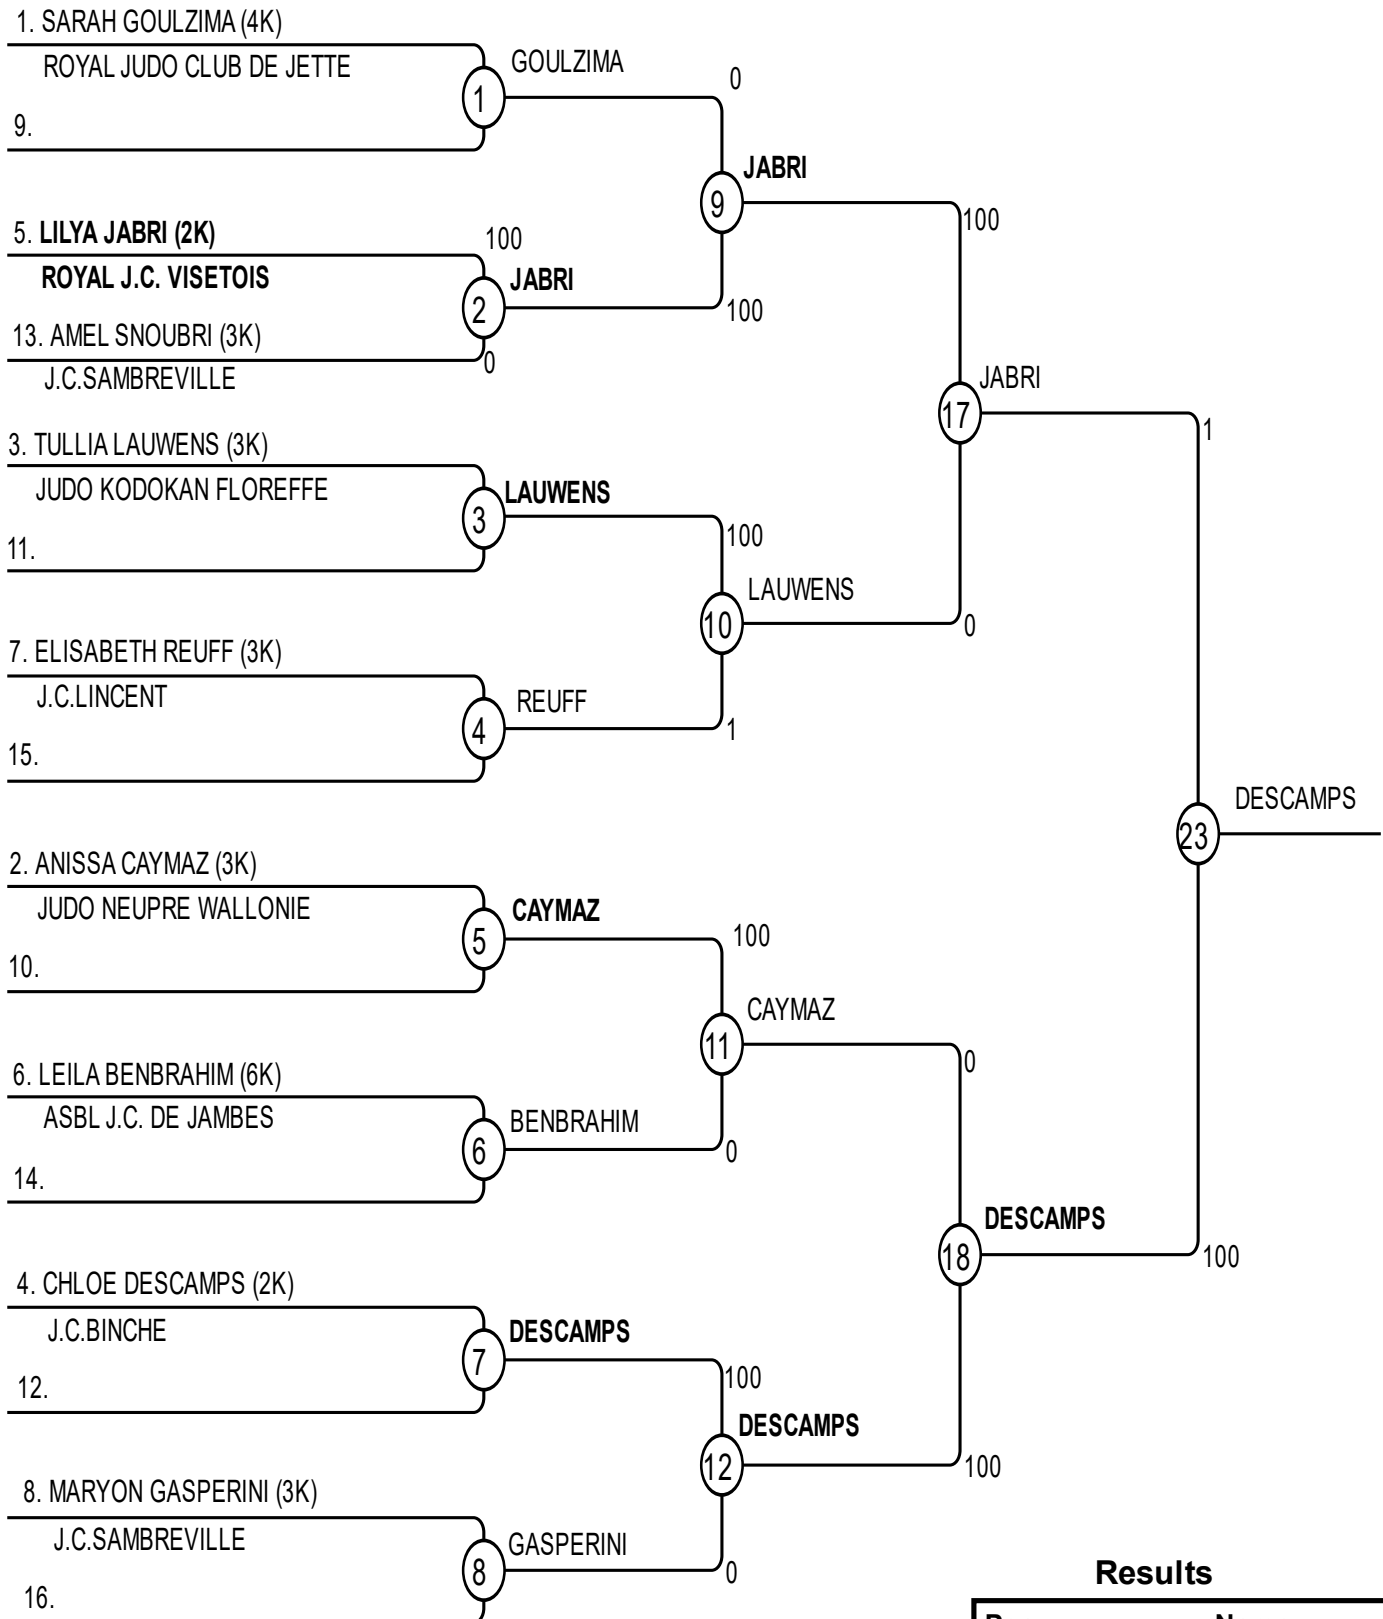 1. SARAH GOULZIMA (4K)
ROYAL JUDO CLUB DE JETTE
9.
1
GOULZIMA
0
5. LILYA JABRI (2K)
ROYAL J.C. VISETOIS
100
13. AMEL SNOUBRI (3K)
J.C.SAMBREVILLE
0
2
JABRI
100
9
JABRI
100
3. TULLIA LAUWENS (3K)
JUDO KODOKAN FLOREFFE
11.
3
LAUWENS
100
7. ELISABETH REUFF (3K)
J.C.LINCENT
15.
4
REUFF
1
10
LAUWENS
0
17
JABRI
1
2. ANISSA CAYMAZ (3K)
JUDO NEUPRE WALLONIE
10.
5
CAYMAZ
100
6. LEILA BENBRAHIM (6K)
ASBL J.C. DE JAMBES
14.
6
BENBRAHIM
0
11
CAYMAZ
0
4. CHLOE DESCAMPS (2K)
J.C.BINCHE
12.
7
DESCAMPS
100
8. MARYON GASPERINI (3K)
J.C.SAMBREVILLE
16.
8
GASPERINI
0
12
DESCAMPS
100
18
DESCAMPS
100
23
DESCAMPS
Results